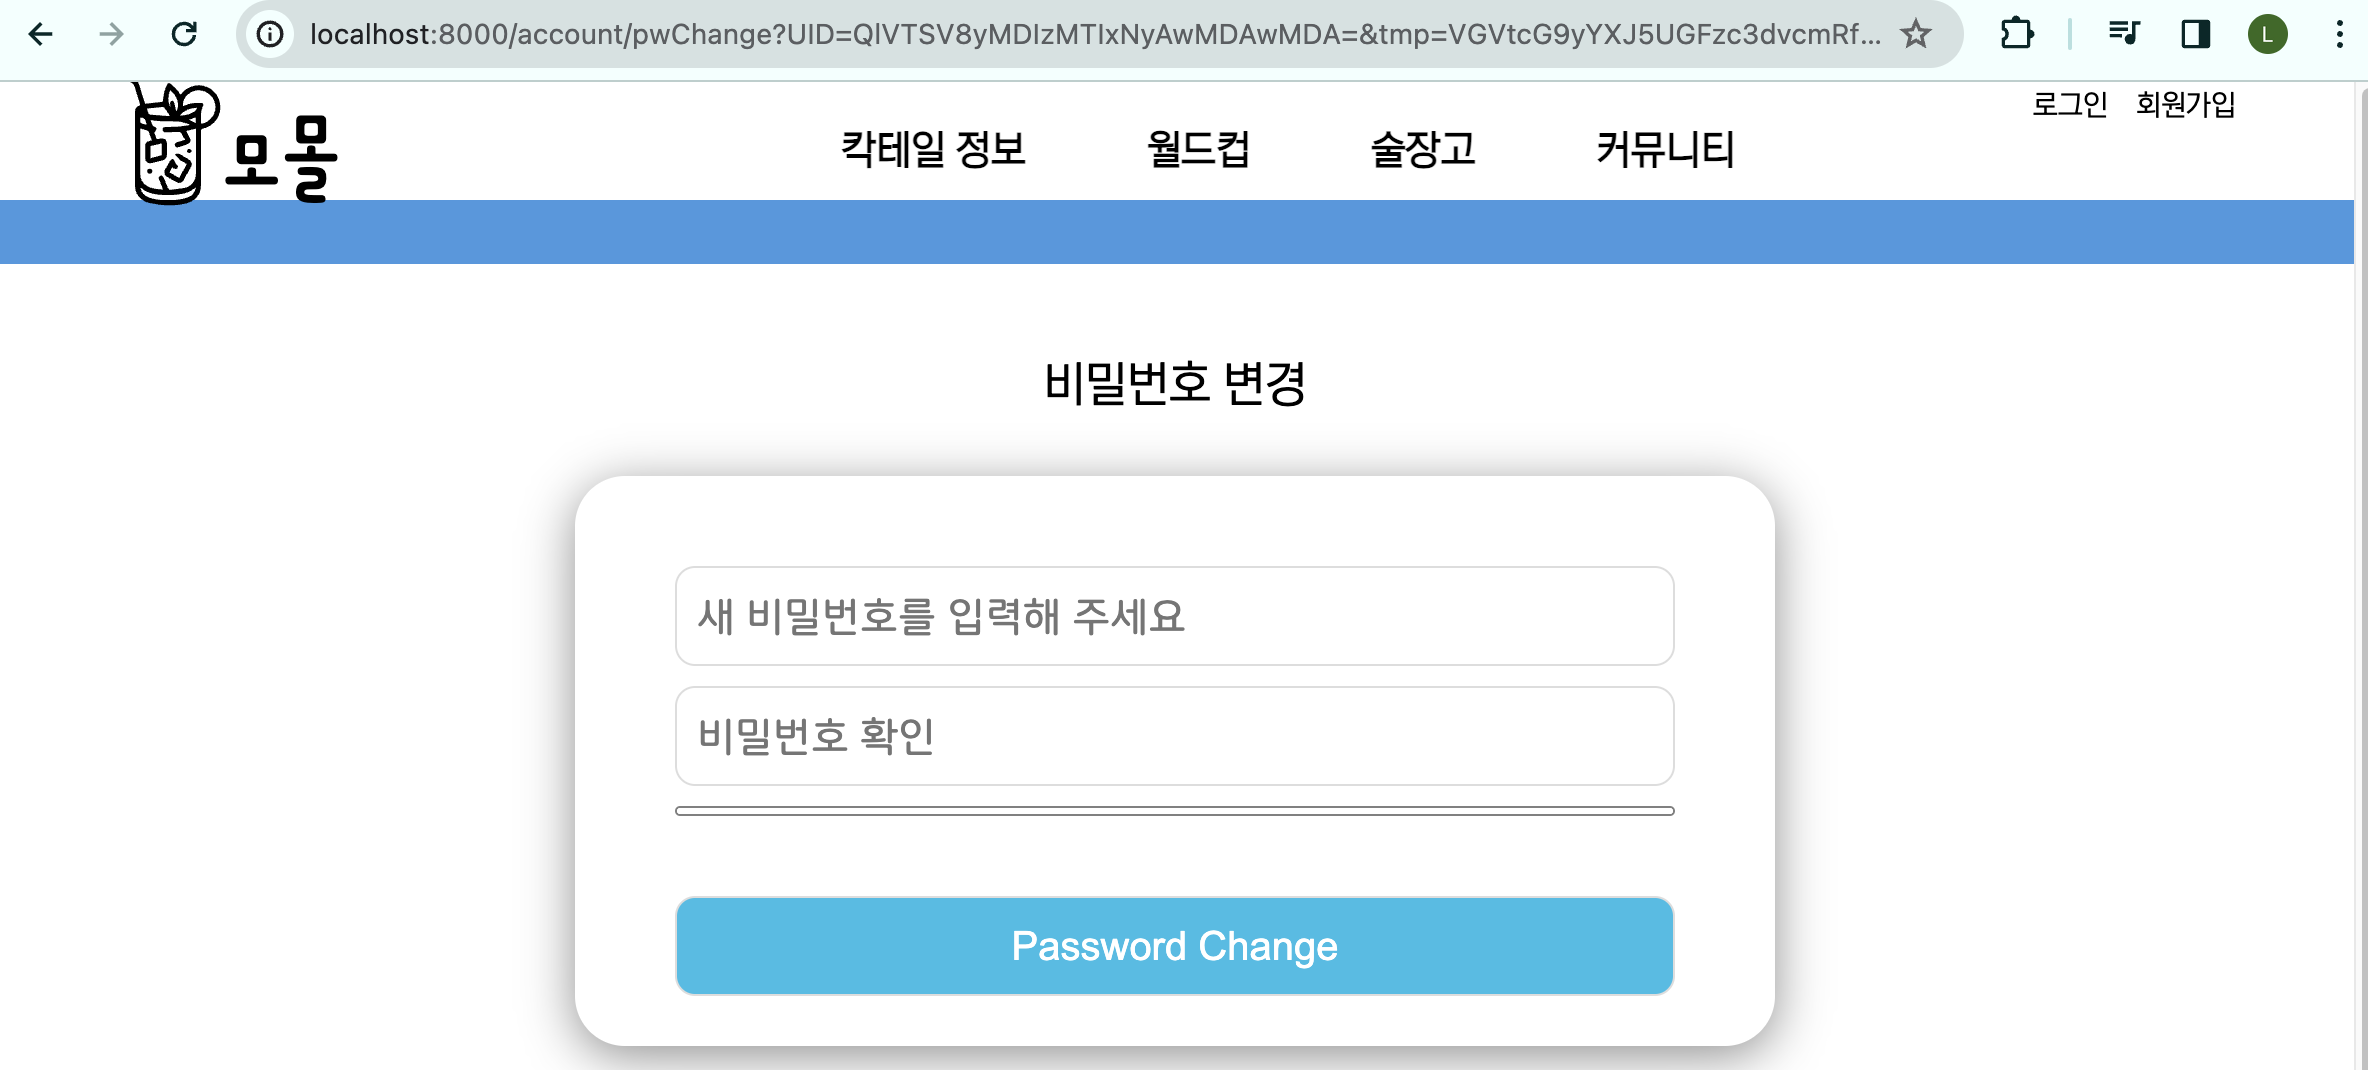 localhost:8000/account/pwChange?UID=QlVTSV8yMDIzMTIxNyAwMDAwMDA=&tmp=VGVtcG9yYXJ5UGFzc3dvcmRf...
L
로그인 회원가입
모몰
칵테일 정보 월드컵 술장고 커뮤니티
비밀번호 변경
새 비밀번호를 입력해 주세요
비밀번호 확인
Password Change